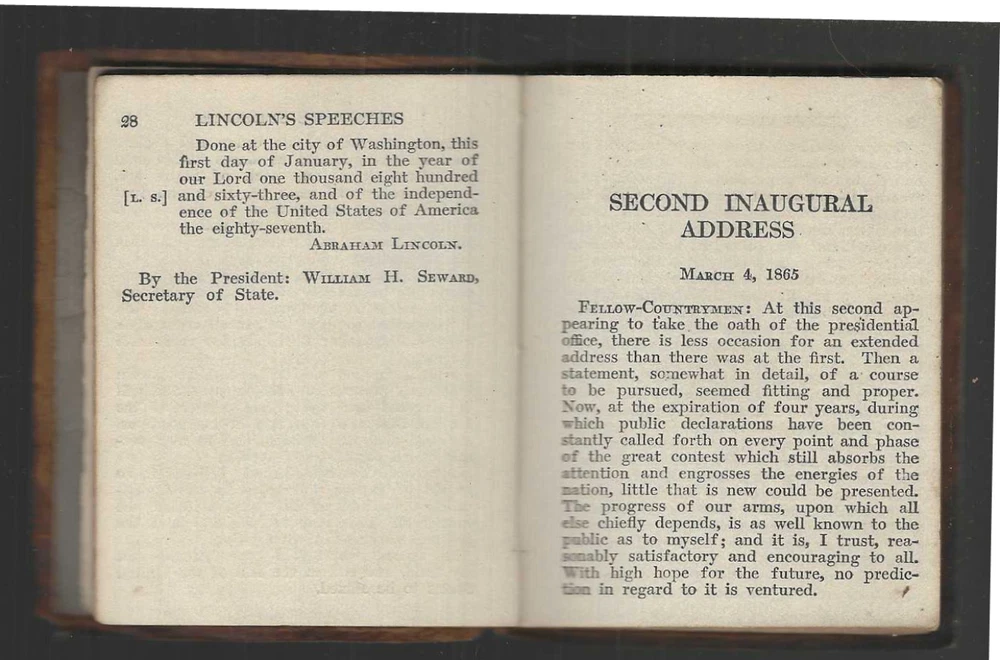 28 LINCOLN'S SPEECHES
Done at the city of Washington, this
first day of January, in the year of
our Lord one thousand eight hundred
[L. S.] and sixty-three, and of the independ-
ence of the United States of America
the eighty-seventh.
ABRAHAM LINCOLN.
By the President: WILLIAM H. SEWARD,
Secretary of State.
SECOND INAUGURAL
ADDRESS
MARCH 4, 1865
FELLOW-COUNTRYMEN: At this second ap-
pearing to take the oath of the presidential
office, there is less occasion for an extended
address than there was at the first. Then a
statement, somewhat in detail, of a course
to be pursued, seemed fitting and proper.
Now, at the expiration of four years, during
which public declarations have been con-
stantly called forth on every point and phase
of the great contest which still absorbs the
attention and engrosses the energies of the
nation, little that is new could be presented.
The progress of our arms, upon which all
else chiefly depends, is as well known to the
public as to myself; and it is, I trust, rea-
sonably satisfactory and encouraging to all.
With high hope for the future, no predic-
tion in regard to it is ventured.